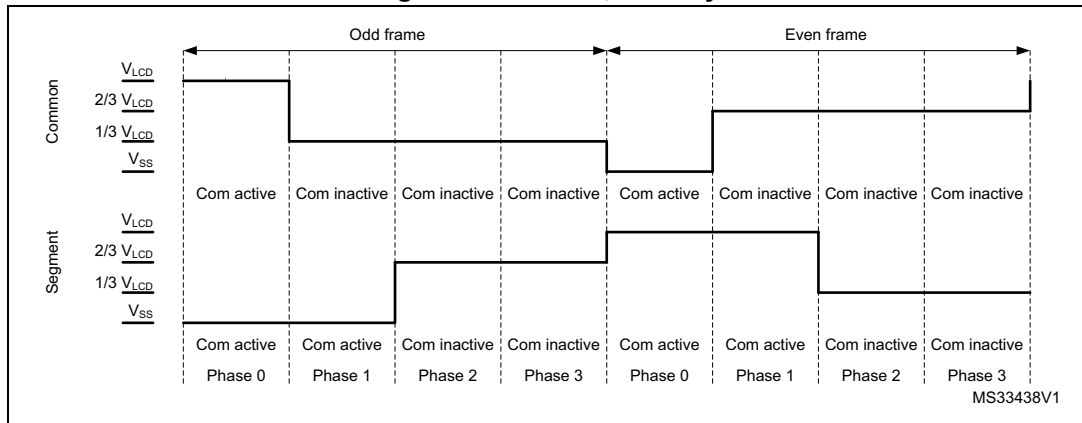 Odd frame Even frame
Common
VLCD
2/3 VLCD
1/3 VLCD
VSS
Com active Com inactive Com inactive Com inactive Com active Com inactive Com inactive Com inactive
Segment
VLCD
2/3 VLCD
1/3 VLCD
VSS
Com active Com active Com inactive Com inactive Com active Com active Com inactive Com inactive
Phase 0 Phase 1 Phase 2 Phase 3 Phase 0 Phase 1 Phase 2 Phase 3
MS33438V1